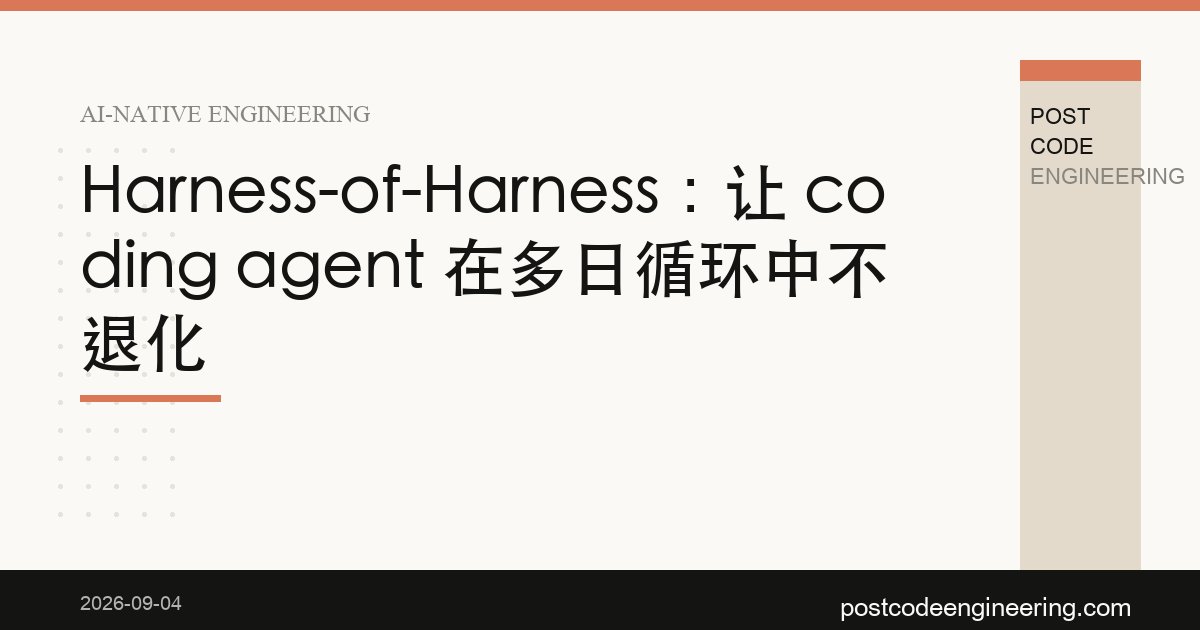 AI-NATIVE ENGINEERING
Harness-of-Harness：让 co
ding agent 在多日循环中不
退化
POST
CODE
ENGINEERING
2026-09-04
postcodeengineering.com